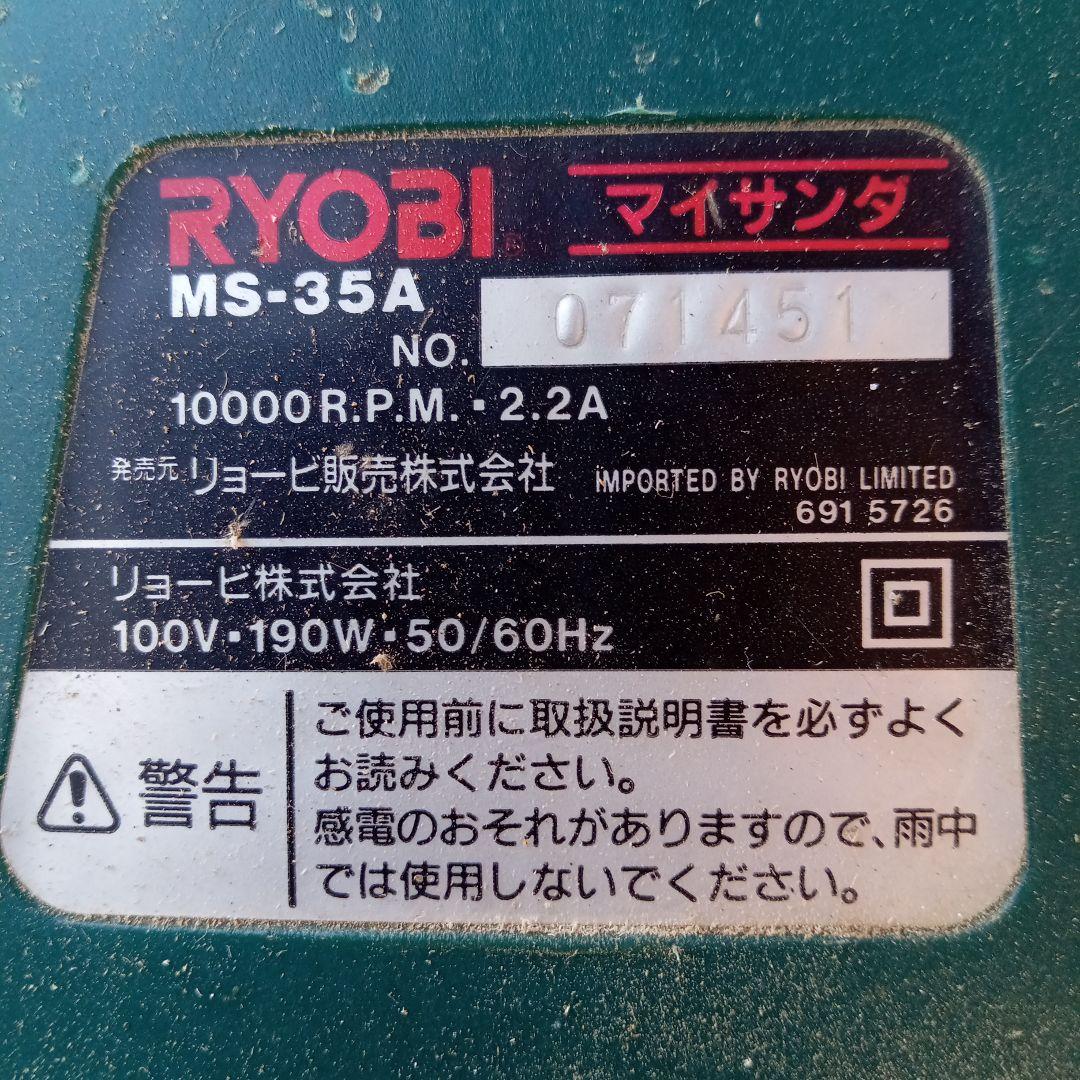 RYOBI® マイサンダ
MS-35A
NO. 071451
10000R.P.M.・2.2A
発売元 リョービ販売株式会社 IMPORTED BY RYOBI LIMITED
691 5726
リョービ株式会社
100V・190W・50/60Hz
警告
ご使用前に取扱説明書を必ずよく
お読みください。
感電のおそれがありますので、雨中
では使用しないでください。